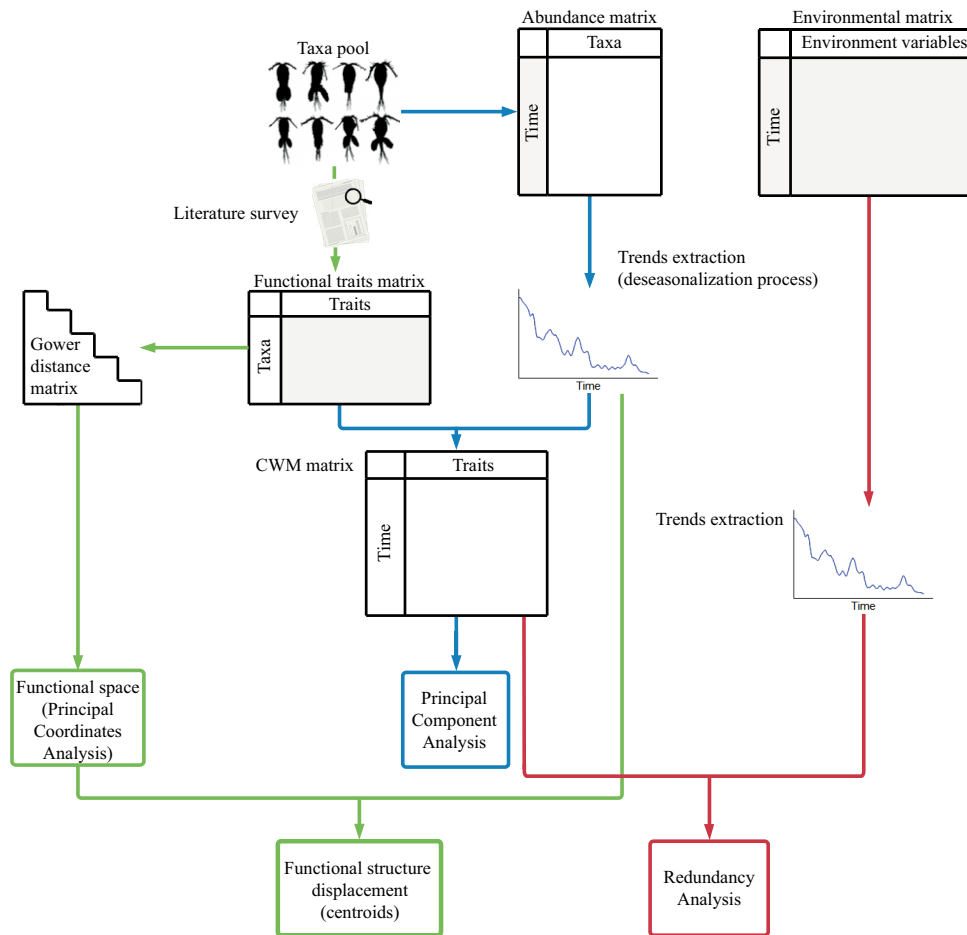 Abundance matrix
Environmental matrix
Taxa
Environment variables
Taxa pool
Time
Time
Literature survey
Trends extraction
(deseasonalization process)
Functional traits matrix
Traits
Taxa
Gower
distance
matrix
Time
CWM matrix
Traits
Time
Trends extraction
Time
Functional space
(Principal
Coordinates
Analysis)
Principal
Component
Analysis
Functional structure
displacement
(centroids)
Redundancy
Analysis